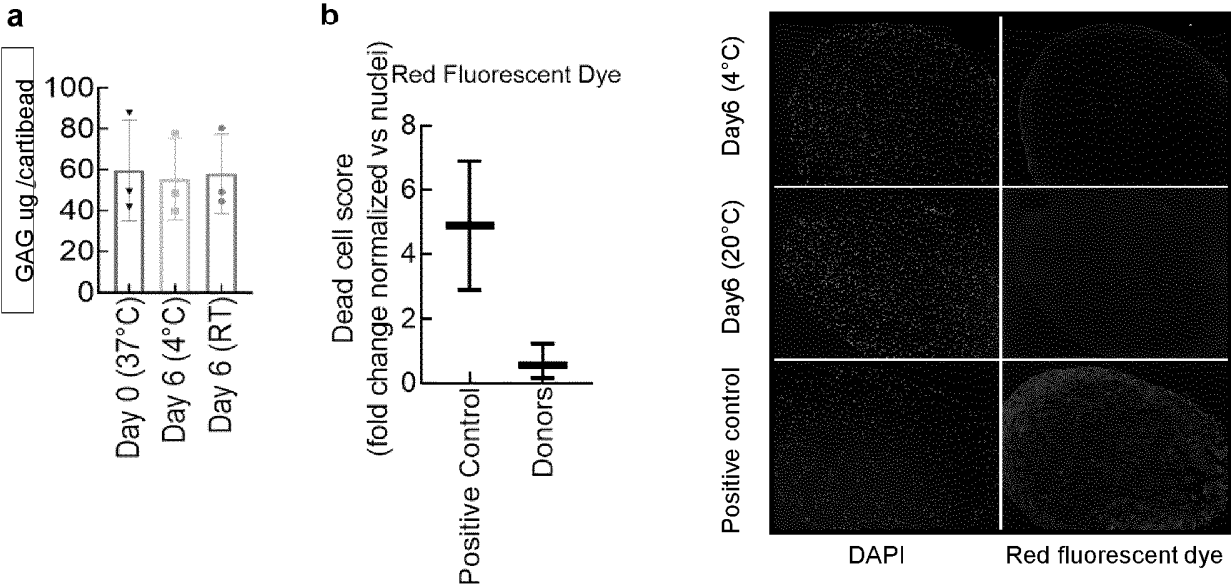 a
GAG ug /cartibead
100
80
60
40
20
0
Day 0 (37°C)
Day 6 (4°C)
Day 6 (RT)
b
Red Fluorescent Dye
Dead cell score
(fold change normalized vs nuclei)
8
6
4
2
0
Positive Control
Donors
Day6 (4°C)
Day6 (20°C)
Positive control
DAPI
Red fluorescent dye